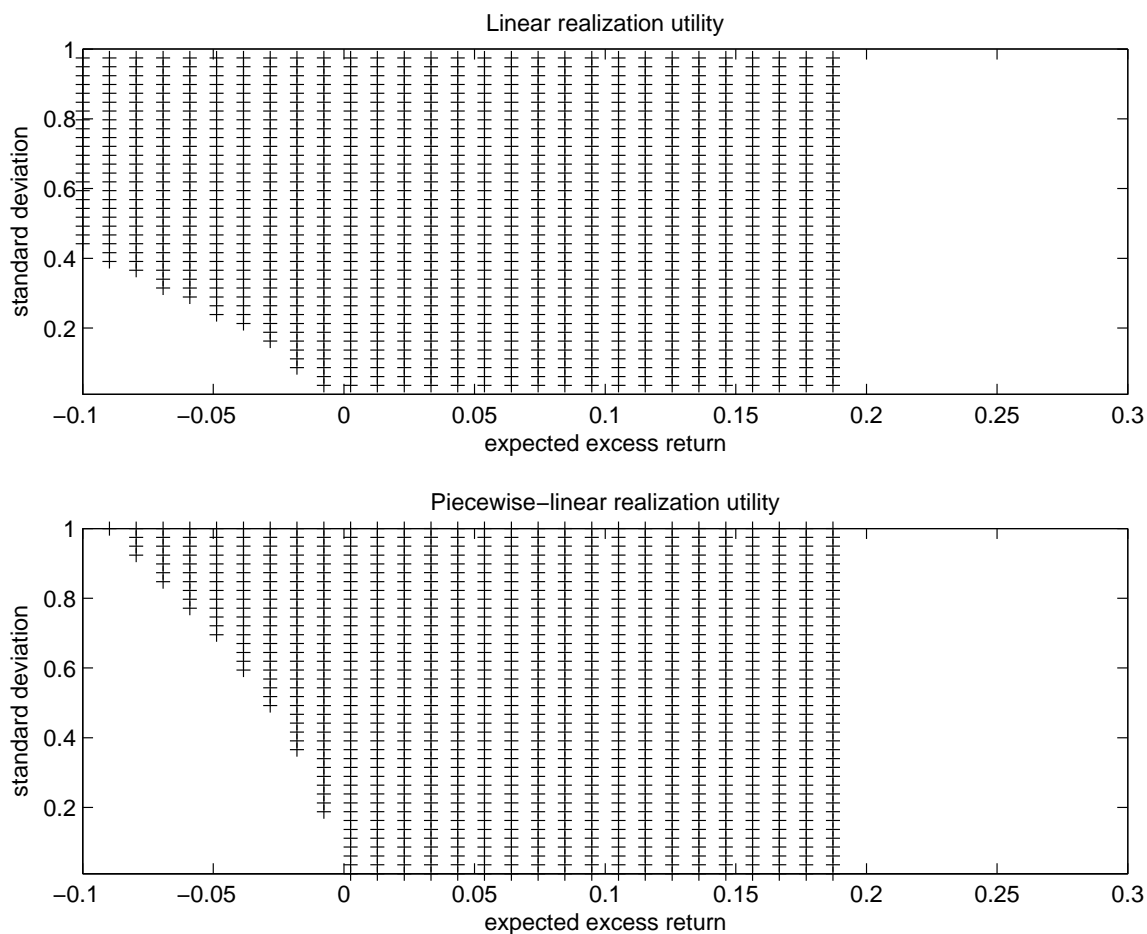 Linear realization utility
1
0.8
0.6
0.4
0.2
standard deviation
−0.1 −0.05 0 0.05 0.1 0.15 0.2 0.25 0.3
expected excess return
Piecewise−linear realization utility
1
0.8
0.6
0.4
0.2
standard deviation
−0.1 −0.05 0 0.05 0.1 0.15 0.2 0.25 0.3
expected excess return